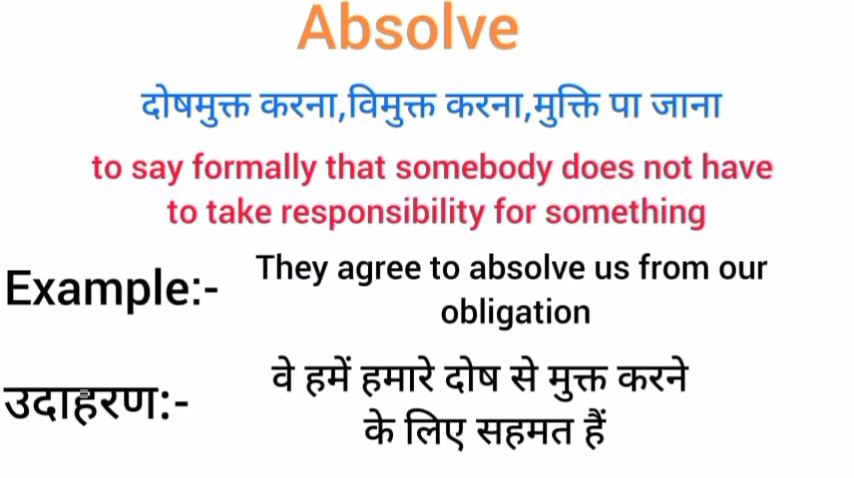 Absolve
दोषमुक्त करना,विमुक्त करना,मुक्ति पा जाना
to say formally that somebody does not have
to take responsibility for something
Example:-
They agree to absolve us from our
obligation
उदाहरण:-
वे हमें हमारे दोष से मुक्त करने
के लिए सहमत हैं